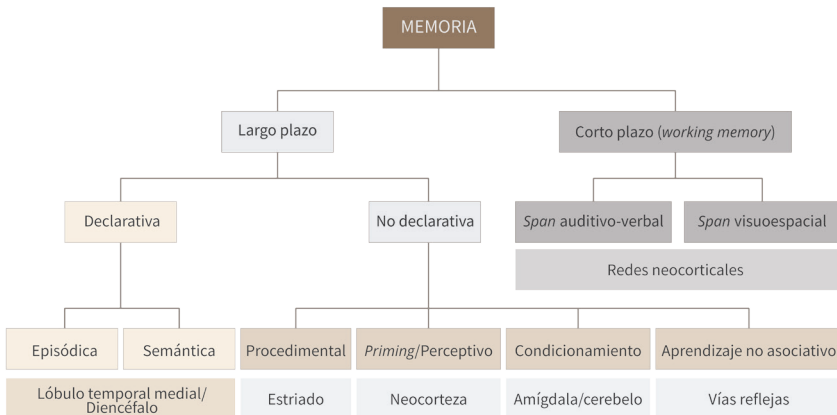 MEMORIA
Largo plazo
Corto plazo (working memory)
Declarativa
No declarativa
Span auditivo-verbal
Span visuoespacial
Redes neocorticales
Episódica
Semántica
Procedimental
Priming/Perceptivo
Condicionamiento
Aprendizaje no asociativo
Lóbulo temporal medial/
Diencéfalo
Estriado
Neocorteza
Amígdala/cerebelo
Vías reflejas